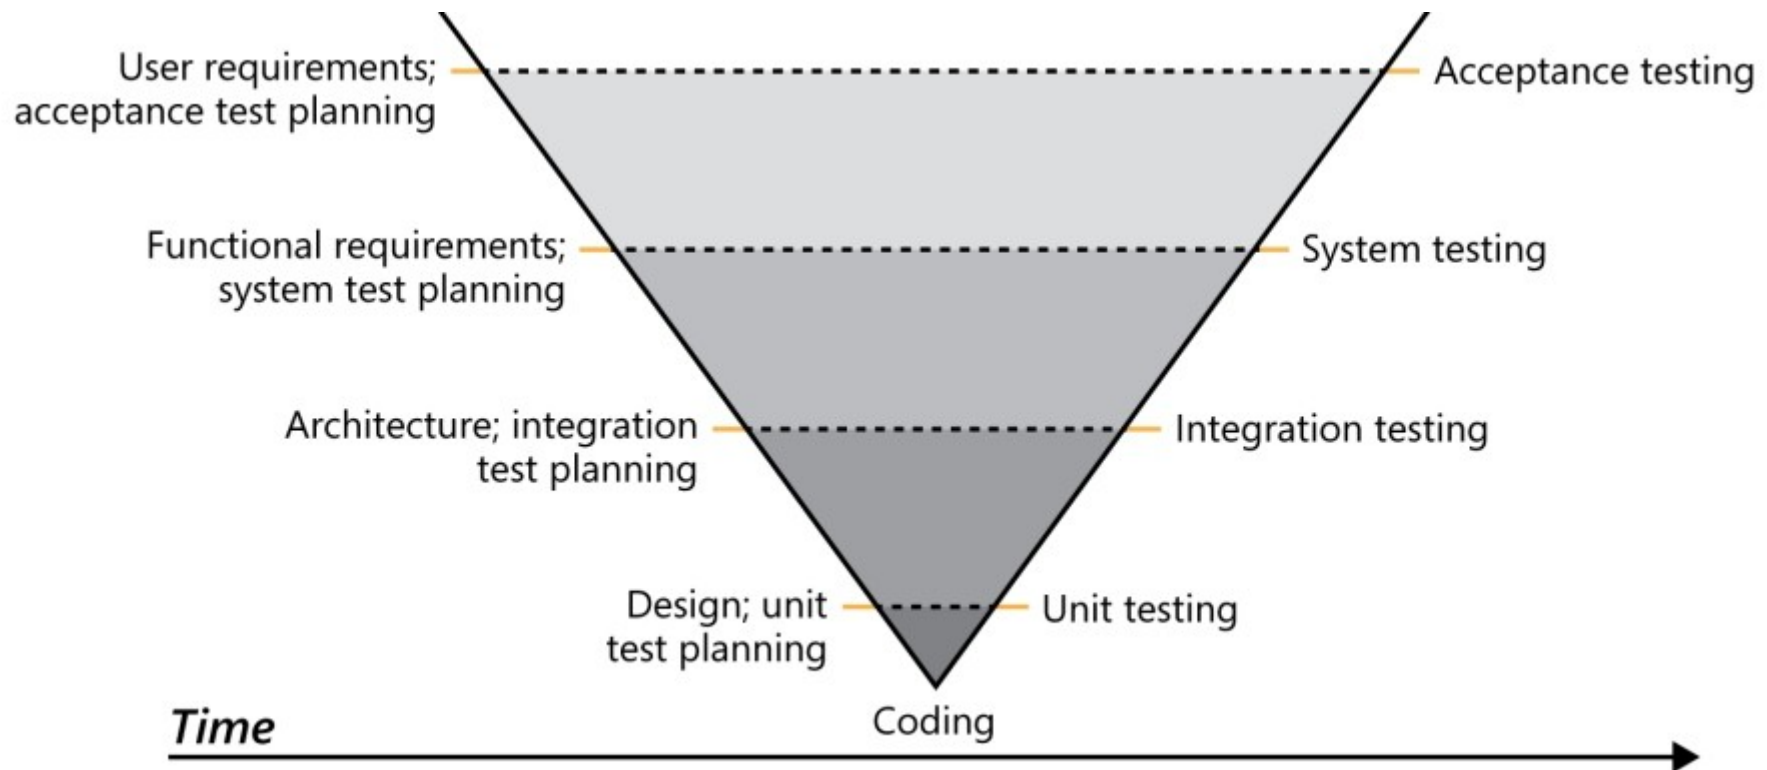 User requirements;
acceptance test planning
Acceptance testing
Functional requirements;
system test planning
System testing
Architecture; integration
test planning
Integration testing
Design; unit
test planning
Unit testing
Coding
Time